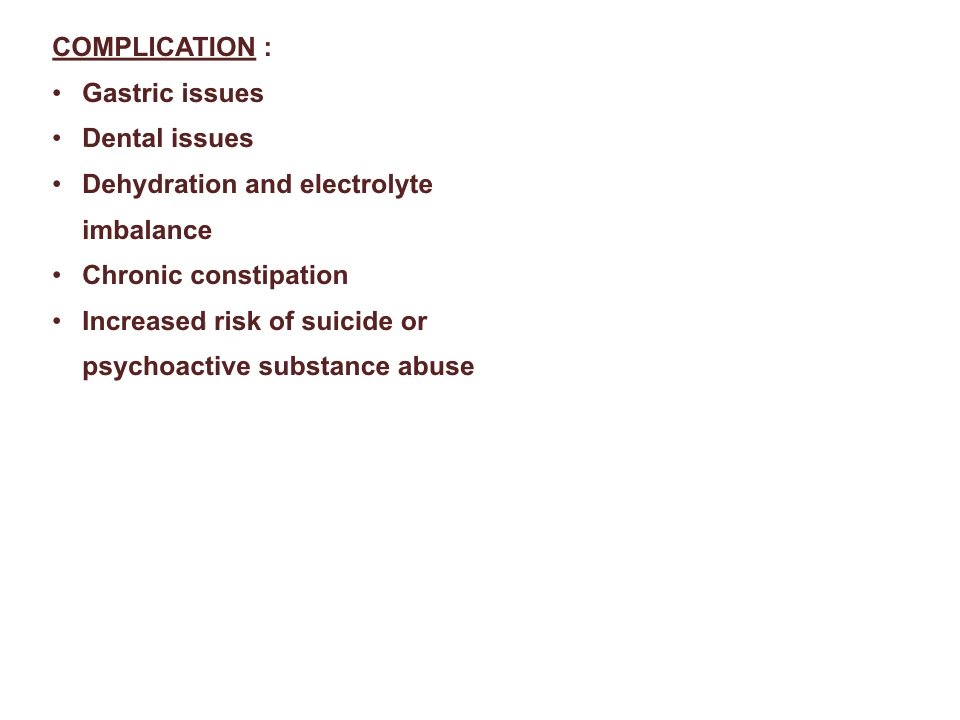 COMPLICATION :
• Gastric issues
• Dental issues
• Dehydration and electrolyte
imbalance
• Chronic constipation
• Increased risk of suicide or
psychoactive substance abuse